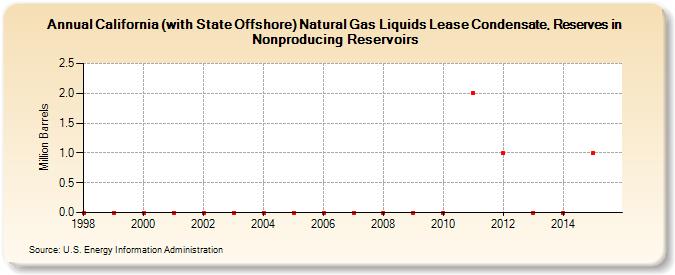 Annual California (with State Offshore) Natural Gas Liquids Lease Condensate, Reserves in
Nonproducing Reservoirs
Million Barrels
2.5
2.0
1.5
1.0
0.5
0.0
1998 2000 2002 2004 2006 2008 2010 2012 2014
Source: U.S. Energy Information Administration